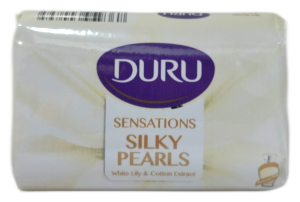 DURU
SENSATIONS
SILKY
PEARLS
White Lily & Cotton Extract